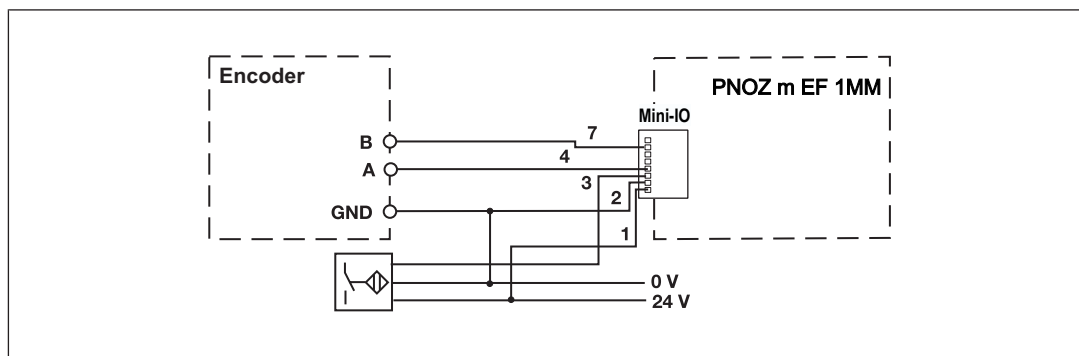 Encoder
PNOZ m EF 1MM
Mini-IO
B
7
A
4
3
GND
2
1
0 V
24 V